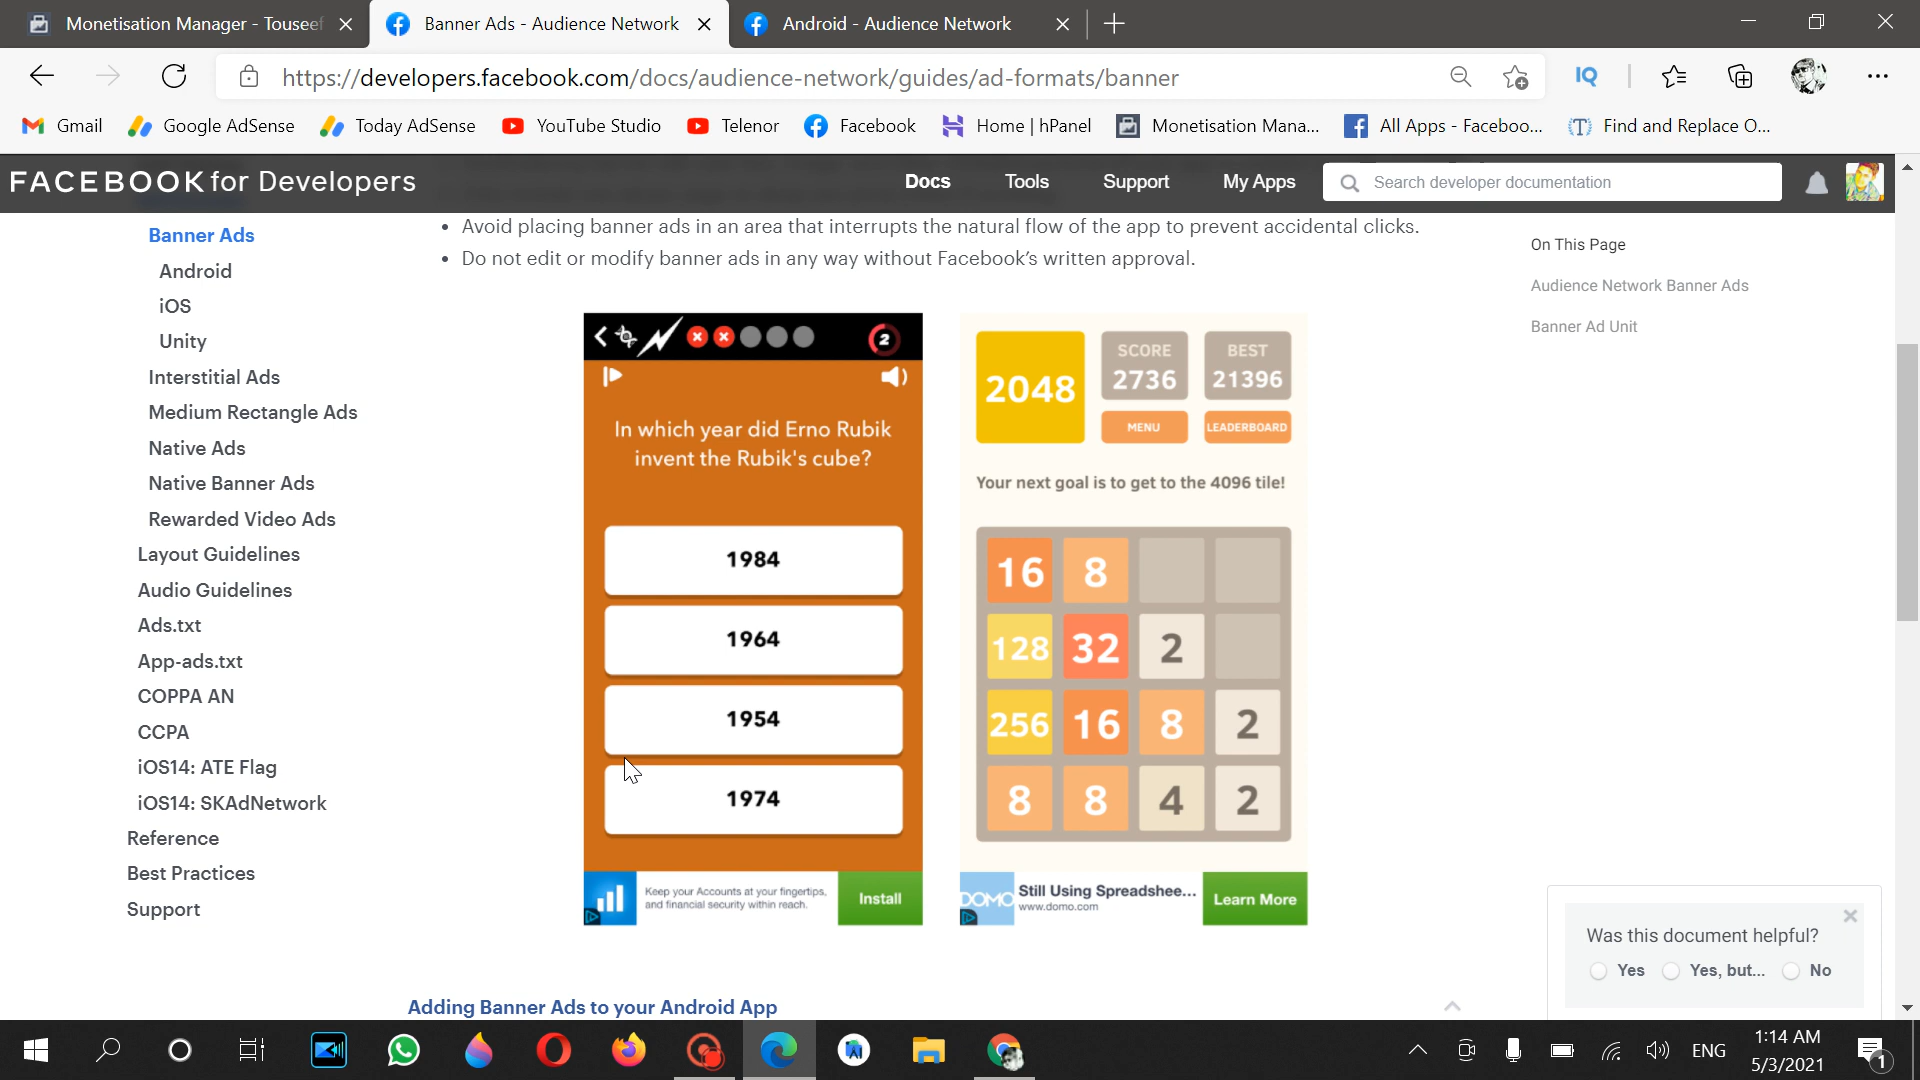 Monetisation Manager - Touseef
Banner Ads - Audience Network
Android - Audience Network
https://developers.facebook.com/docs/audience-network/guides/ad-formats/banner
IQ
Gmail
Google AdSense
Today AdSense
YouTube Studio
Telenor
Facebook
Home | hPanel
Monetisation Mana...
All Apps - Faceboo...
Find and Replace O...
FACEBOOK for Developers
Docs
Tools
Support
My Apps
Search developer documentation
Banner Ads
Android
iOS
Unity
Interstitial Ads
Medium Rectangle Ads
Native Ads
Native Banner Ads
Rewarded Video Ads
Layout Guidelines
Audio Guidelines
Ads.txt
App-ads.txt
COPPA AN
CCPA
iOS14: ATE Flag
iOS14: SKAdNetwork
Reference
Best Practices
Support
Avoid placing banner ads in an area that interrupts the natural flow of the app to prevent accidental clicks.
Do not edit or modify banner ads in any way without Facebook's written approval.
2
In which year did Erno Rubik
invent the Rubik's cube?
1984
1964
1954
1974
Keep your Accounts at your fingertips,
and financial security within reach.
Install
2048
SCORE
2736
BEST
21396
MENU
LEADERBOARD
Your next goal is to get to the 4096 tile!
16 8
128 32 2
256 16 8 2
8 8 4 2
DOMO
Still Using Spreadshee...
www.domo.com
Learn More
Adding Banner Ads to your Android App
On This Page
Audience Network Banner Ads
Banner Ad Unit
Was this document helpful?
Yes
Yes, but...
No
ENG
1:14 AM
5/3/2021
1